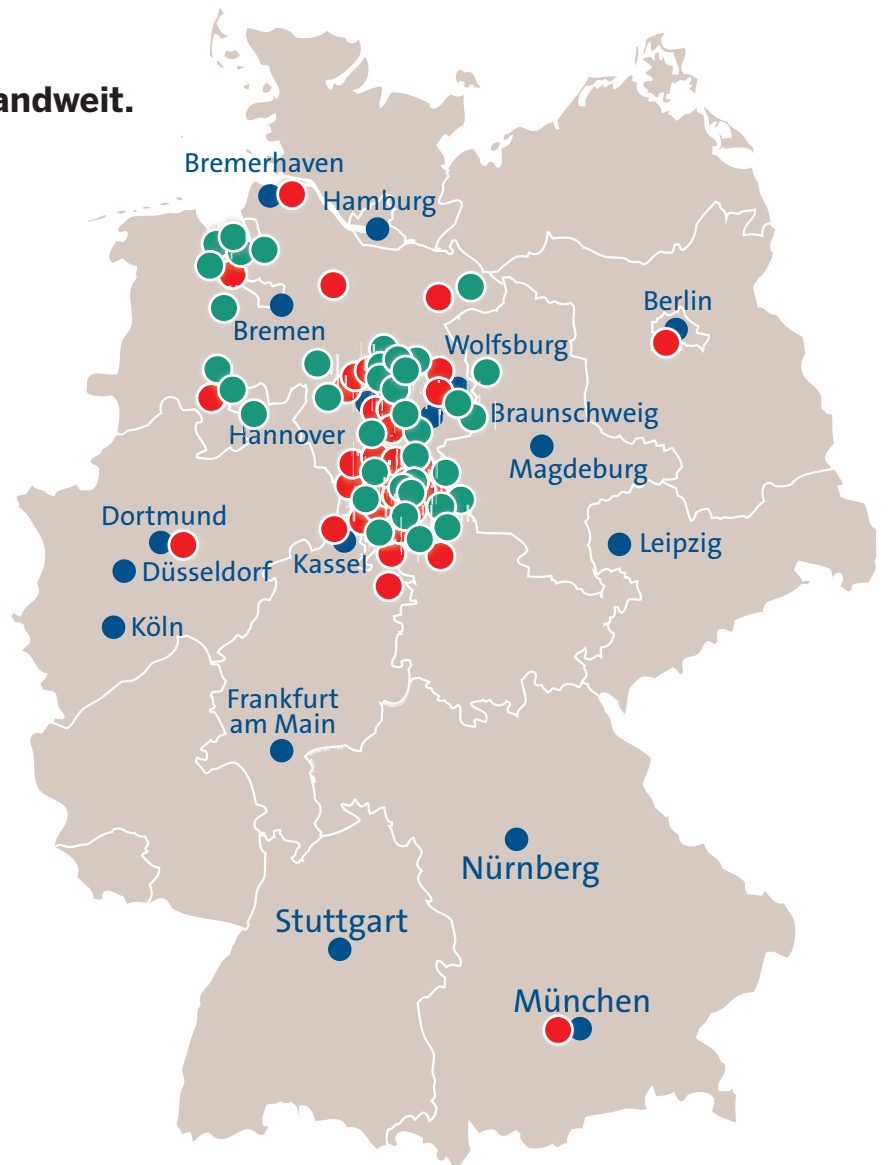 andweit.
Bremerhaven
Hamburg
Berlin
Bremen
Wolfsburg
Braunschweig
Hannover
Magdeburg
Dortmund
Düsseldorf
Kassel
Leipzig
Köln
Frankfurt
am Main
Nürnberg
Stuttgart
München